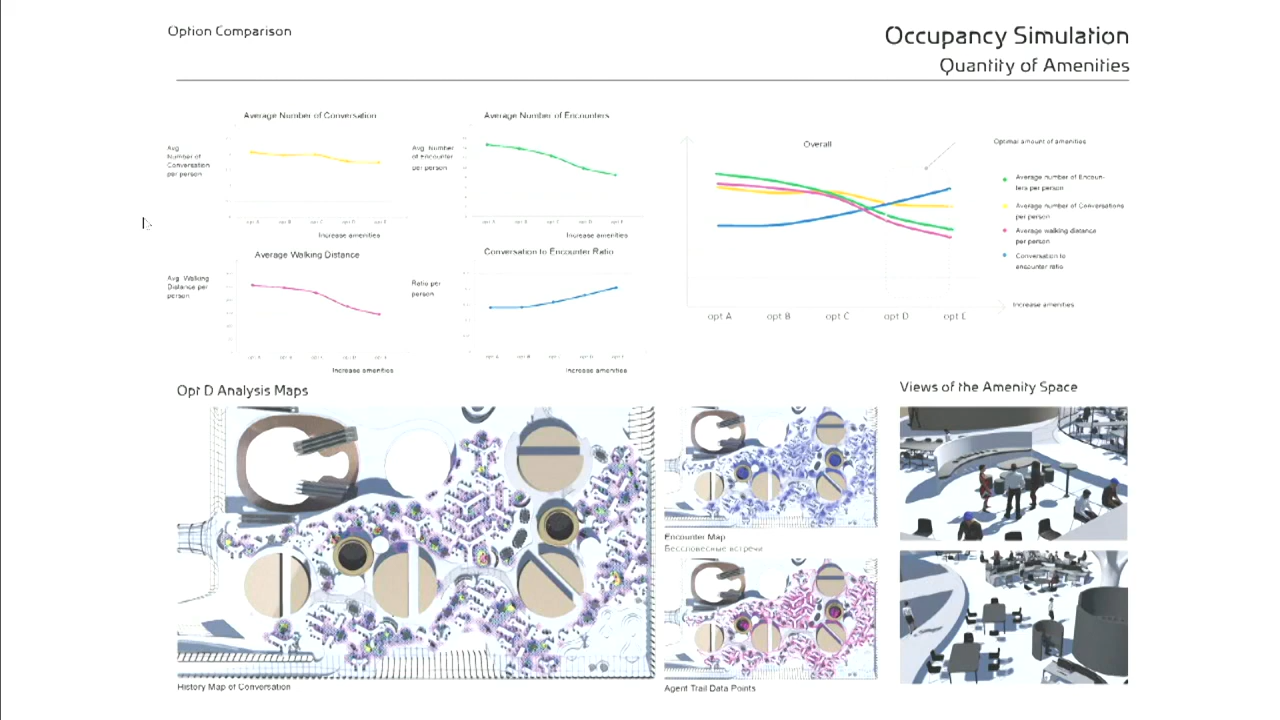 Option Comparison
Occupancy Simulation
Quantity of Amenities
Average Number of Conversation
Avg
Number of
Conversation
per person
Increase amenities
Average Number of Encounters
Avg Number
of Encounter
per person
Increase amenities
Average Walking Distance
Avg Walking
Distance per
person
Increase amenities
Conversation to Encounter Ratio
Ratio per
person
Increase amenities
Overall
Optimal amount of amenities
Average number of Encoun-
ters per person
Average number of Conversations
per person
Average walking distance
per person
Conversation to
encounter ratio
Increase amenities
opt A opt B opt C opt D opt E
Opt D Analysis Maps
History Map of Conversation
Encounter Map
Бессловесные встречи
Agent Trail Data Points
Views of the Amenity Space